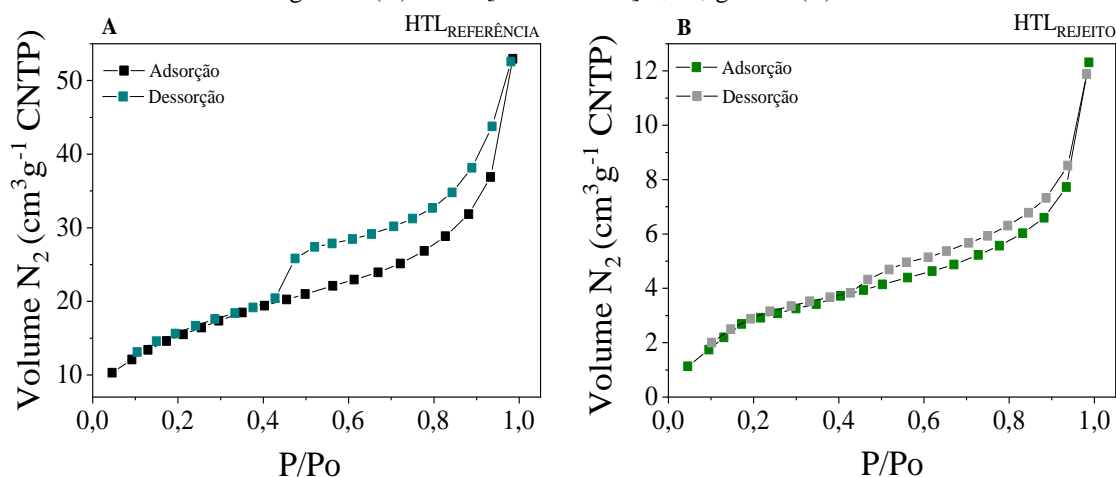 A
HTL_REFERÊNCIA
Adsorção
Dessorção
Volume N₂ (cm³g⁻¹ CNTP)
50
40
30
20
10
0,0 0,2 0,4 0,6 0,8 1,0
P/Po
B
HTL_REJEITO
Adsorção
Dessorção
Volume N₂ (cm³g⁻¹ CNTP)
12
10
8
6
4
2
0
0,0 0,2 0,4 0,6 0,8 1,0
P/Po